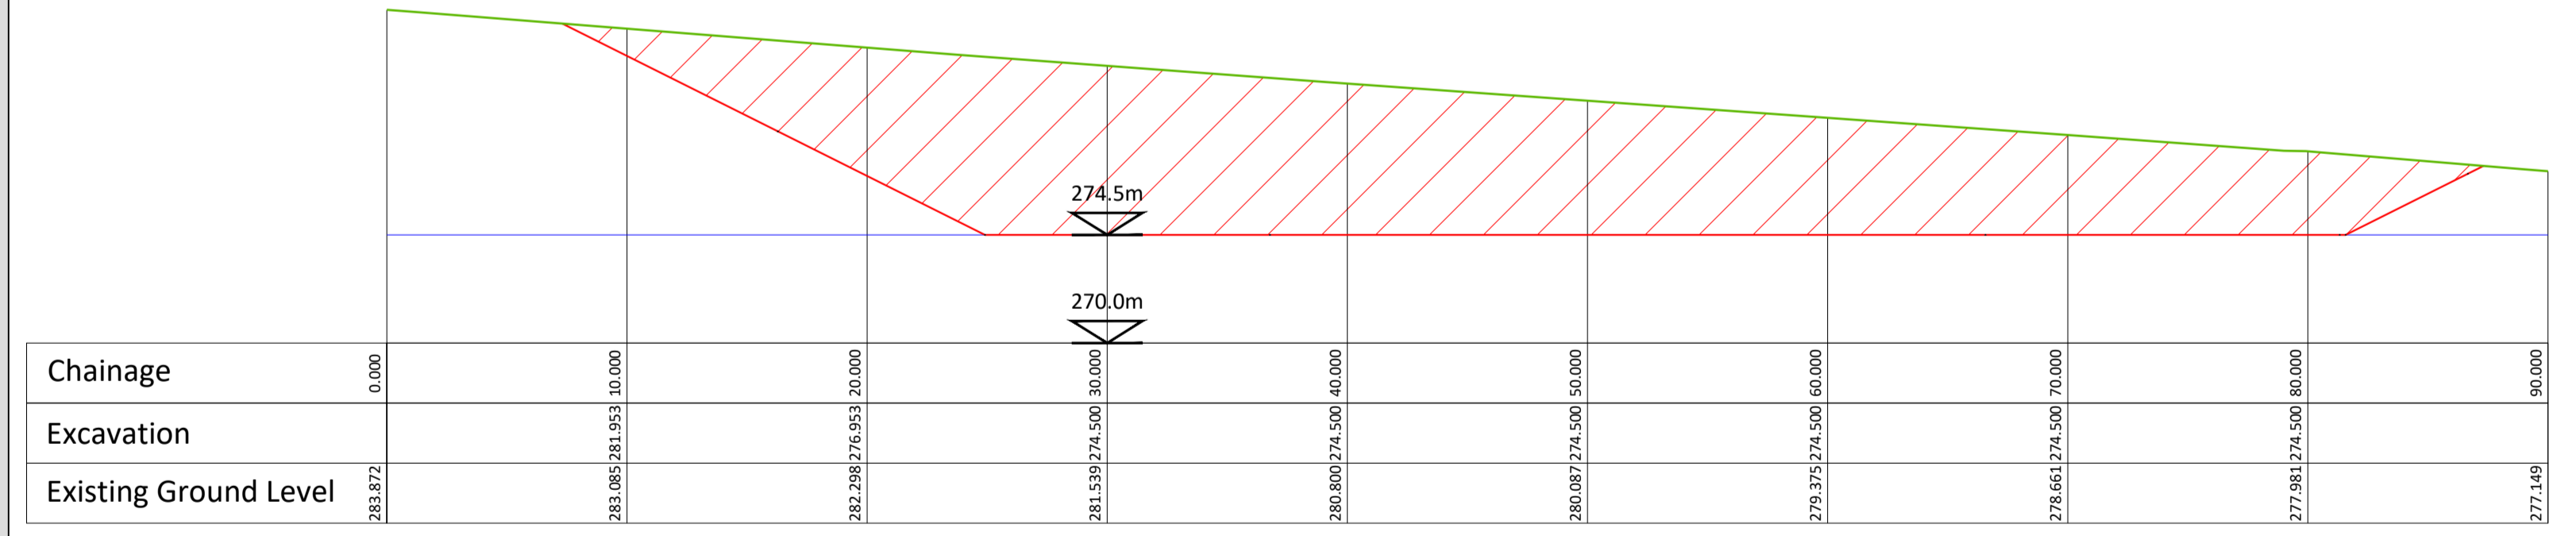 274.5m
270.0m
Chainage 0.000 10.000 20.000 30.000 40.000 50.000 60.000 70.000 80.000 90.000
Excavation 281.953 276.953 274.500 274.500 274.500 274.500 274.500 274.500
Existing Ground Level 283.872 283.085 282.298 281.539 280.800 280.087 279.375 278.661 277.981 277.149